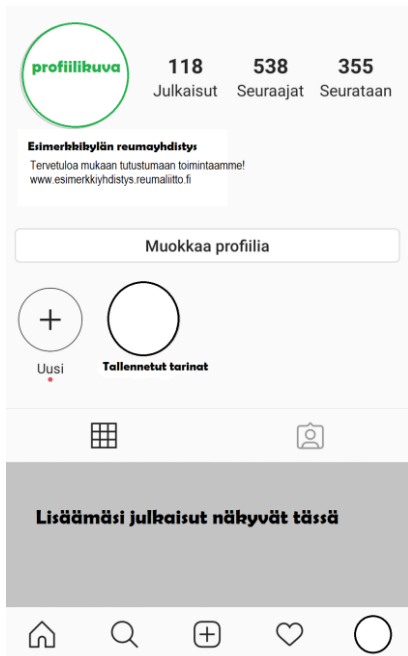 profiilikuva
118 538 355
Julkaisut Seuraajat Seurataan
Esimerkkikylän reumayhdistys
Tervetuloa mukaan tutustumaan toimintaamme!
www.esimerkkiyhdistys.reumaliitto.fi
Muokkaa profiilia
Uusi
Tallennetut tarinat
Lisäämäsi julkaisut näkyvät tässä